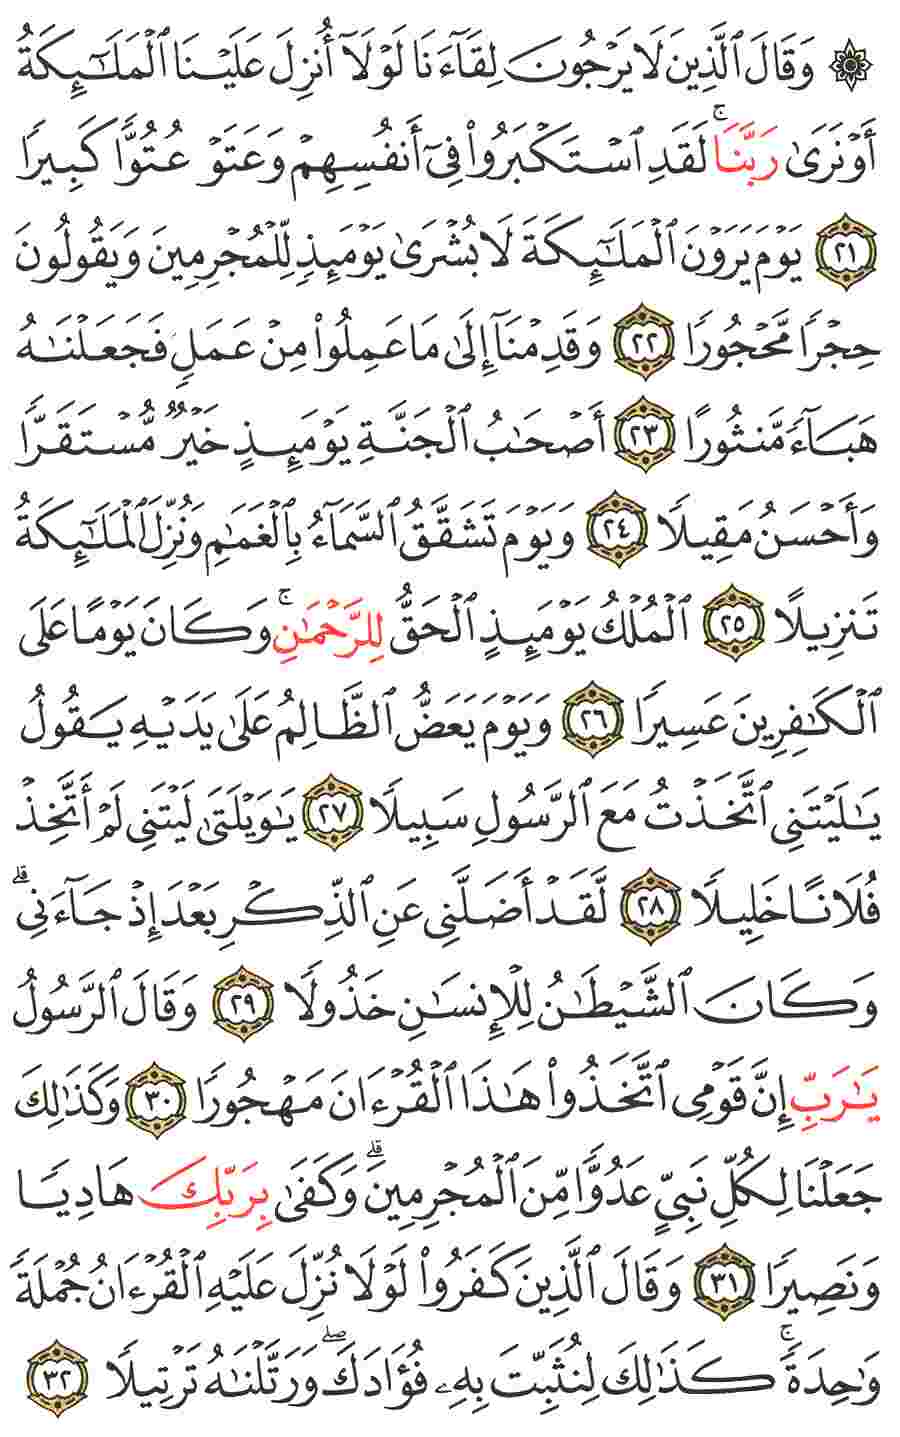 ۞ وَقَالَ ٱلَّذِينَ لَا يَرْجُونَ لِقَآءَنَا لَوْلَآ أُنزِلَ عَلَيْنَا ٱلْمَلَـٰٓئِكَةُ
أَوْ نَرَىٰ رَبَّنَا ۚ لَقَدِ ٱسْتَكْبَرُوا۟ فِىٓ أَنفُسِهِمْ وَعَتَوْ عُتُوًّا كَبِيرًا
٢١ يَوْمَ يَرَوْنَ ٱلْمَلَـٰٓئِكَةَ لَا بُشْرَىٰ يَوْمَئِذٍ لِّلْمُجْرِمِينَ وَيَقُولُونَ
حِجْرًا مَّحْجُورًا ٢٢ وَقَدِمْنَآ إِلَىٰ مَا عَمِلُوا۟ مِنْ عَمَلٍ فَجَعَلْنَـٰهُ
هَبَآءً مَّنثُورًا ٢٣ أَصْحَـٰبُ ٱلْجَنَّةِ يَوْمَئِذٍ خَيْرٌ مُّسْتَقَرًّا
وَأَحْسَنُ مَقِيلًا ٢٤ وَيَوْمَ تَشَقَّقُ ٱلسَّمَآءُ بِٱلْغَمَـٰمِ وَنُزِّلَ ٱلْمَلَـٰٓئِكَةُ
تَنزِيلًا ٢٥ ٱلْمُلْكُ يَوْمَئِذٍ ٱلْحَقُّ لِلرَّحْمَـٰنِ ۚ وَكَانَ يَوْمًا عَلَى
ٱلْكَـٰفِرِينَ عَسِيرًا ٢٦ وَيَوْمَ يَعَضُّ ٱلظَّالِمُ عَلَىٰ يَدَيْهِ يَقُولُ
يَـٰلَيْتَنِى ٱتَّخَذْتُ مَعَ ٱلرَّسُولِ سَبِيلًا ٢٧ يَـٰوَيْلَتَىٰ لَيْتَنِى لَمْ أَتَّخِذْ
فُلَانًا خَلِيلًا ٢٨ لَّقَدْ أَضَلَّنِى عَنِ ٱلذِّكْرِ بَعْدَ إِذْ جَآءَنِى ۗ
وَكَانَ ٱلشَّيْطَـٰنُ لِلْإِنسَـٰنِ خَذُولًا ٢٩ وَقَالَ ٱلرَّسُولُ
يَـٰرَبِّ إِنَّ قَوْمِى ٱتَّخَذُوا۟ هَـٰذَا ٱلْقُرْءَانَ مَهْجُورًا ٣٠ وَكَذَٰلِكَ
جَعَلْنَا لِكُلِّ نَبِىٍّ عَدُوًّا مِّنَ ٱلْمُجْرِمِينَ ۗ وَكَفَىٰ بِرَبِّكَ هَادِيًا
وَنَصِيرًا ٣١ وَقَالَ ٱلَّذِينَ كَفَرُوا۟ لَوْلَا نُزِّلَ عَلَيْهِ ٱلْقُرْءَانُ جُمْلَةً
وَٰحِدَةً ۚ كَذَٰلِكَ لِنُثَبِّتَ بِهِۦ فُؤَادَكَ ۖ وَرَتَّلْنَـٰهُ تَرْتِيلًا ٣٢